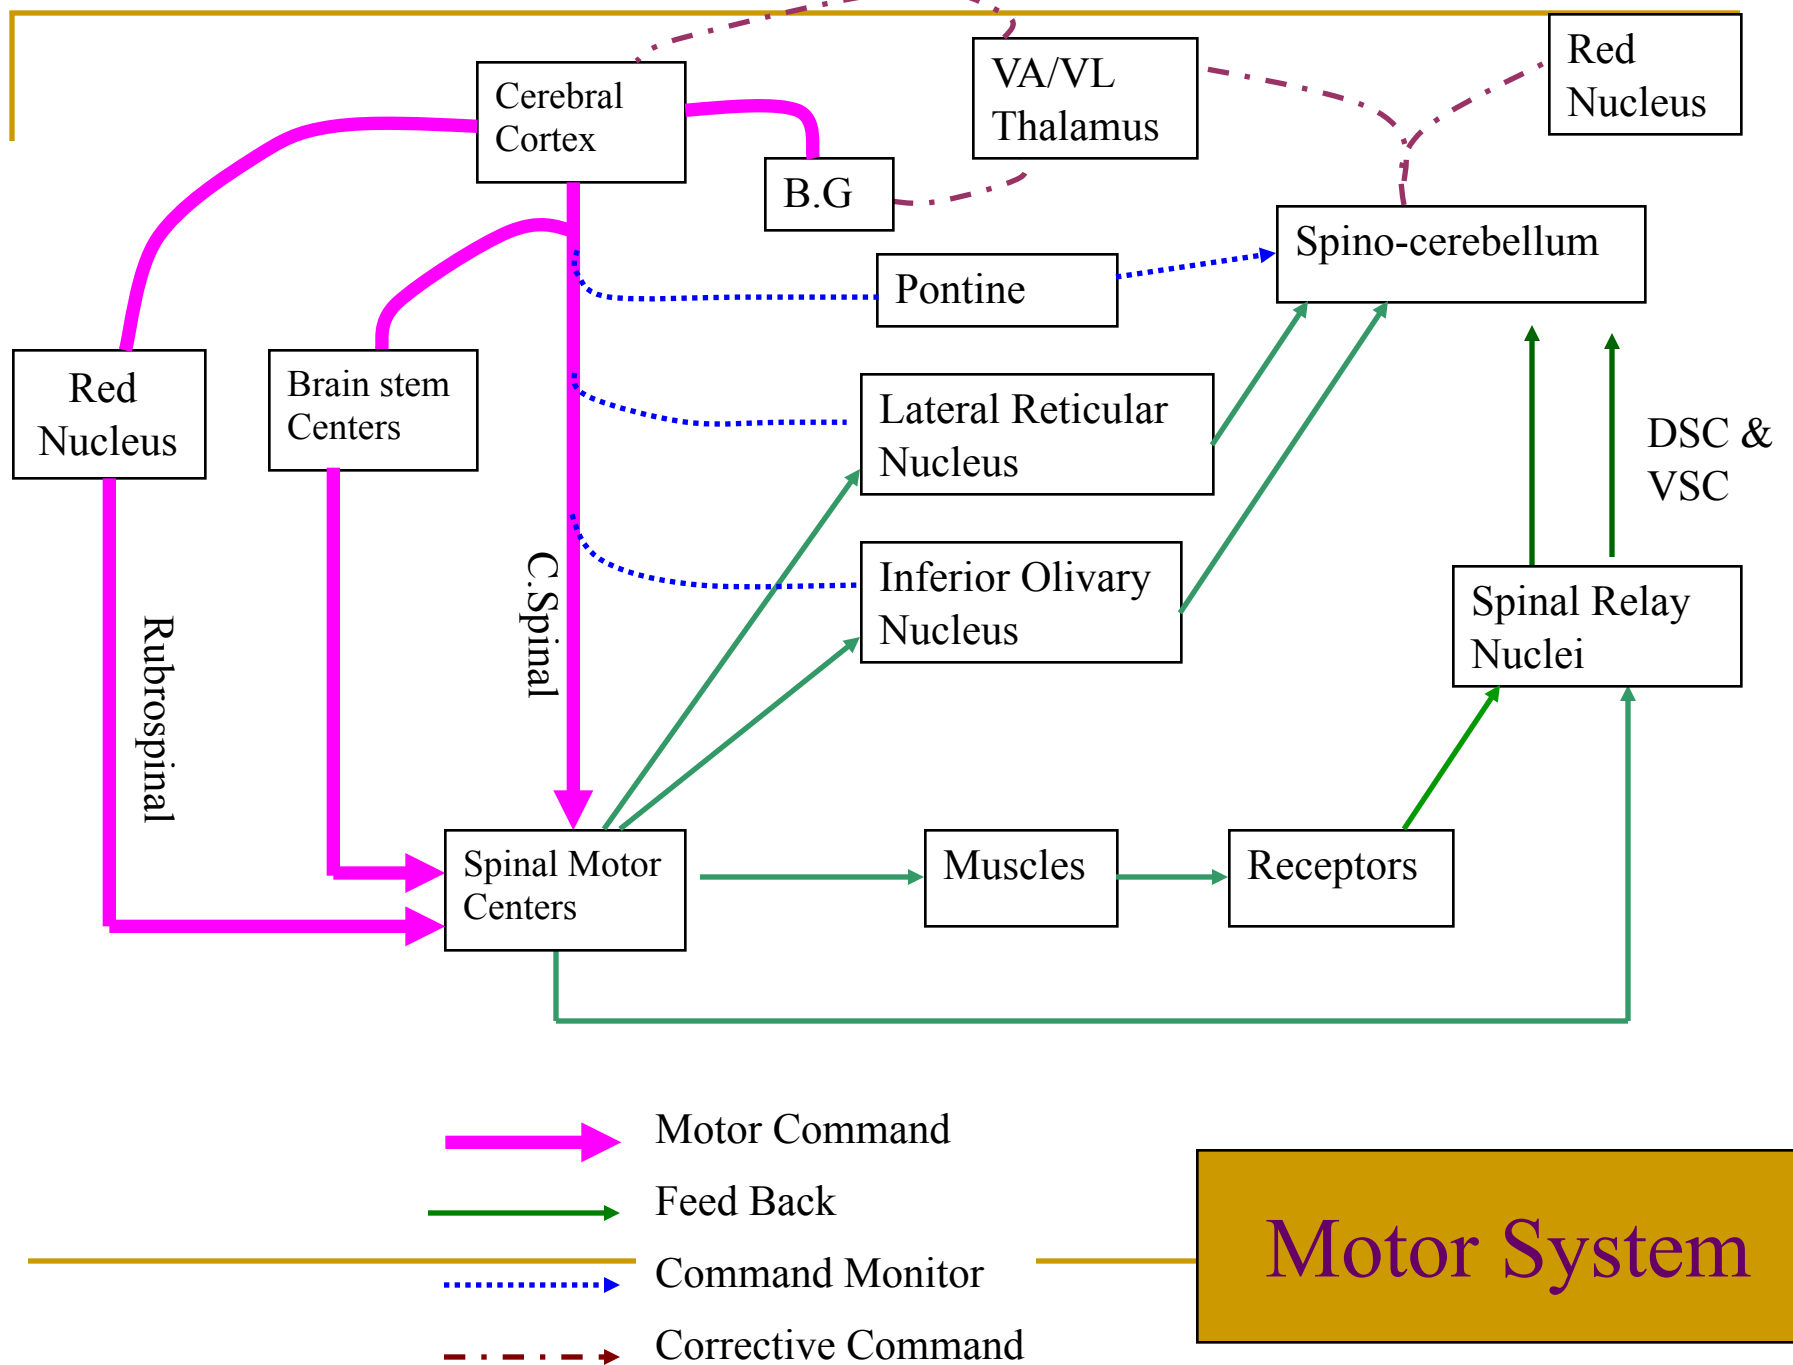 Cerebral
Cortex
VA/VL
Thalamus
Red
Nucleus
B.G
Spino-cerebellum
Pontine
Red
Nucleus
Brain stem
Centers
Lateral Reticular
Nucleus
DSC &
VSC
Inferior Olivary
Nucleus
C.Spinal
Rubrospinal
Spinal Relay
Nuclei
Spinal Motor
Centers
Muscles
Receptors
Motor Command
Feed Back
Command Monitor
Corrective Command
Motor System